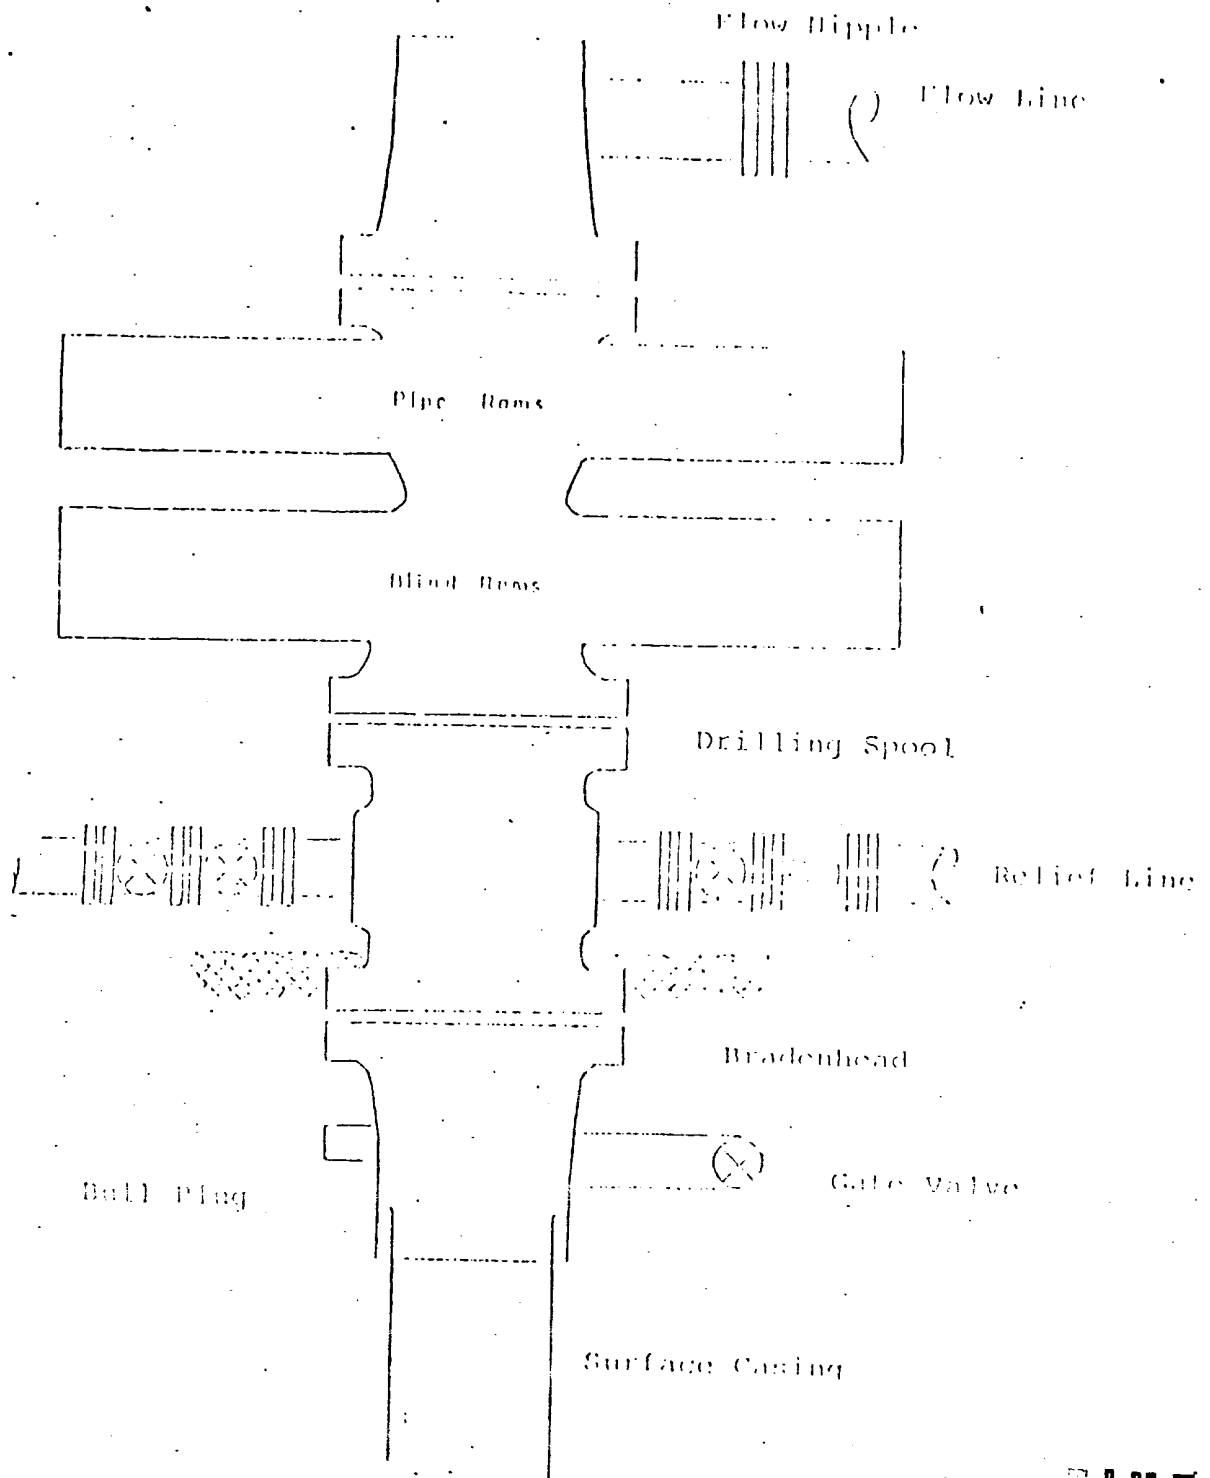 Flow Nipple
Flow Line
Pipe Rams
Blind Rams
Drilling Spool
Relief Line
Bradenhead
Bull Plug
Gate Valve
Surface Casing